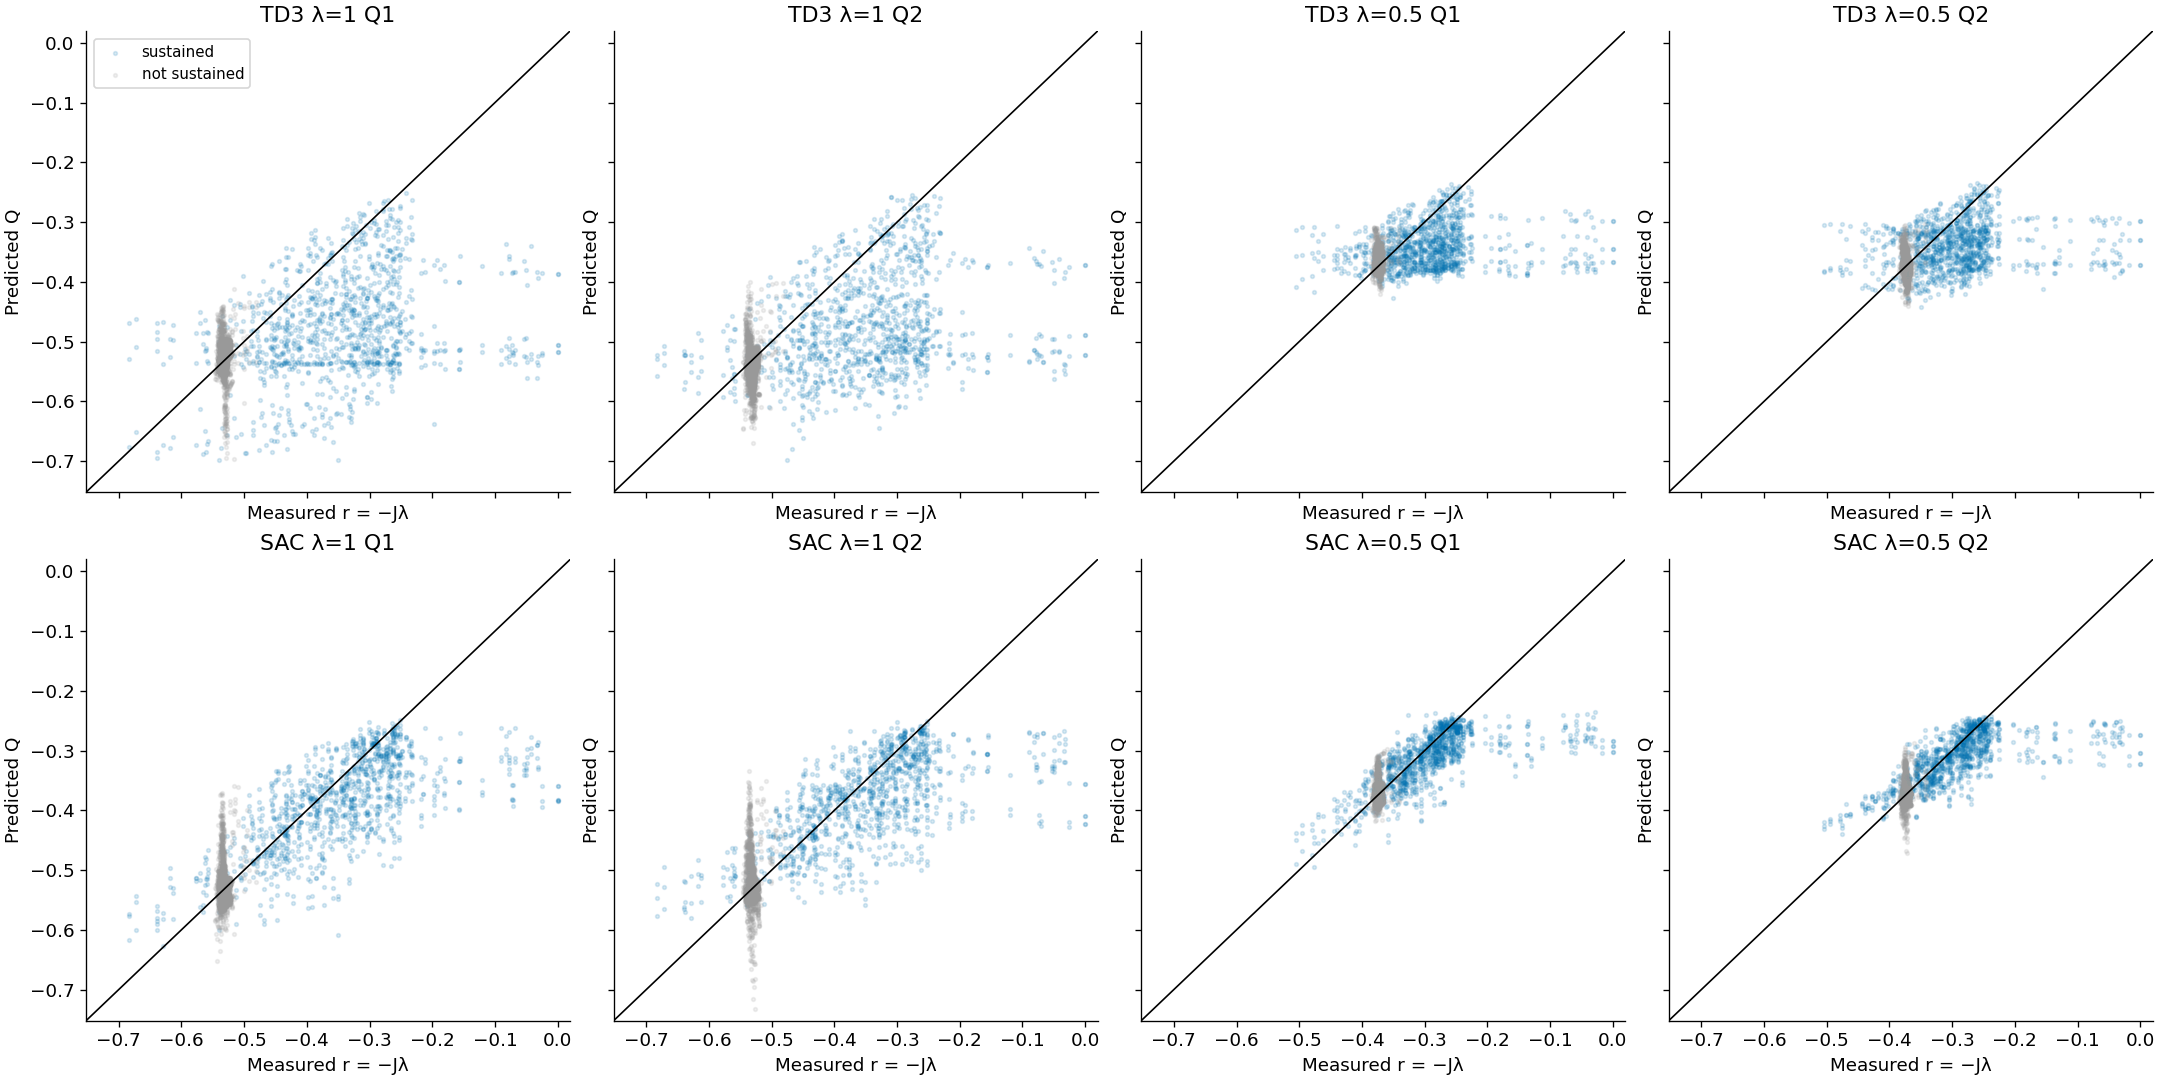 TD3 λ=1 Q1
TD3 λ=1 Q2
TD3 λ=0.5 Q1
TD3 λ=0.5 Q2
sustained
not sustained
0.0
−0.1
−0.2
−0.3
−0.4
−0.5
−0.6
−0.7
Predicted Q
Predicted Q
Predicted Q
Predicted Q
Measured r = −Jλ
Measured r = −Jλ
Measured r = −Jλ
Measured r = −Jλ
SAC λ=1 Q1
SAC λ=1 Q2
SAC λ=0.5 Q1
SAC λ=0.5 Q2
0.0
−0.1
−0.2
−0.3
−0.4
−0.5
−0.6
−0.7
Predicted Q
Predicted Q
Predicted Q
Predicted Q
−0.7 −0.6 −0.5 −0.4 −0.3 −0.2 −0.1 0.0
−0.7 −0.6 −0.5 −0.4 −0.3 −0.2 −0.1 0.0
−0.7 −0.6 −0.5 −0.4 −0.3 −0.2 −0.1 0.0
−0.7 −0.6 −0.5 −0.4 −0.3 −0.2 −0.1 0.0
Measured r = −Jλ
Measured r = −Jλ
Measured r = −Jλ
Measured r = −Jλ